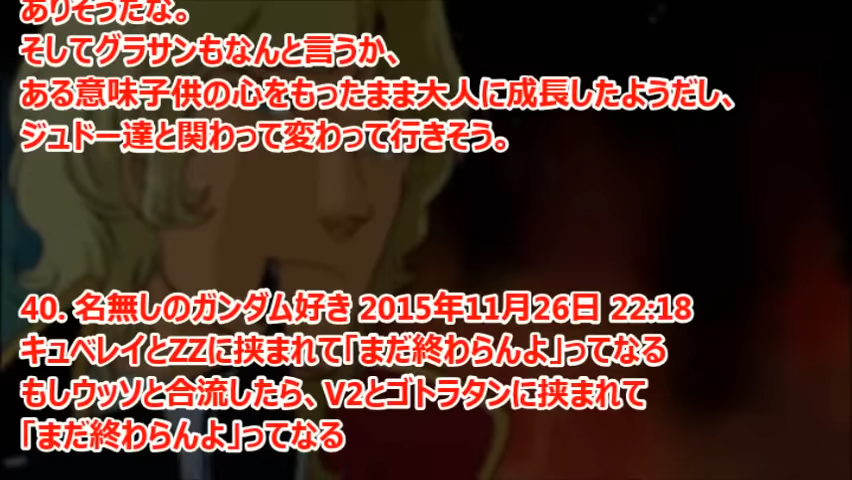 ありそうだな。
そしてグラサンもなんと言うか、
ある意味子供の心をもったまま大人に成長したようだし、
ジュドー達と関わって変わって行きそう。
40. 名無しのガンダム好き 2015年11月26日 22:18
キュベレイとZZに挟まれて「まだ終わらんよ」ってなる
もしウッソと合流したら、V2とゴトラタンに挟まれて
「まだ終わらんよ」ってなる